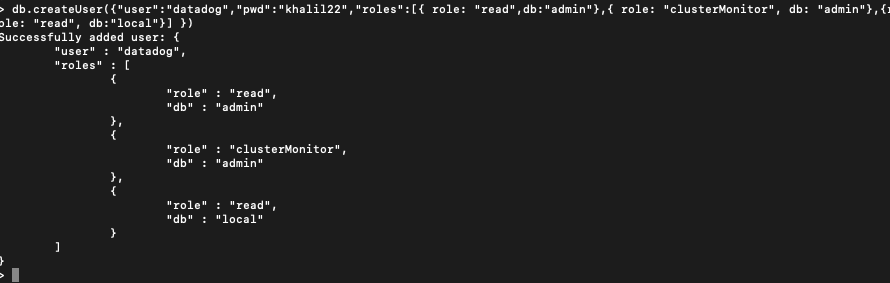 > db.createUser({"user":"datadog","pwd":"khalil22","roles":[{ role: "read",db:"admin"},{ role: "clusterMonitor", db: "admin"},{r
ole: "read", db:"local"}] })
Successfully added user: {
	"user" : "datadog",
	"roles" : [
		{
			"role" : "read",
			"db" : "admin"
		},
		{
			"role" : "clusterMonitor",
			"db" : "admin"
		},
		{
			"role" : "read",
			"db" : "local"
		}
	]
}
>